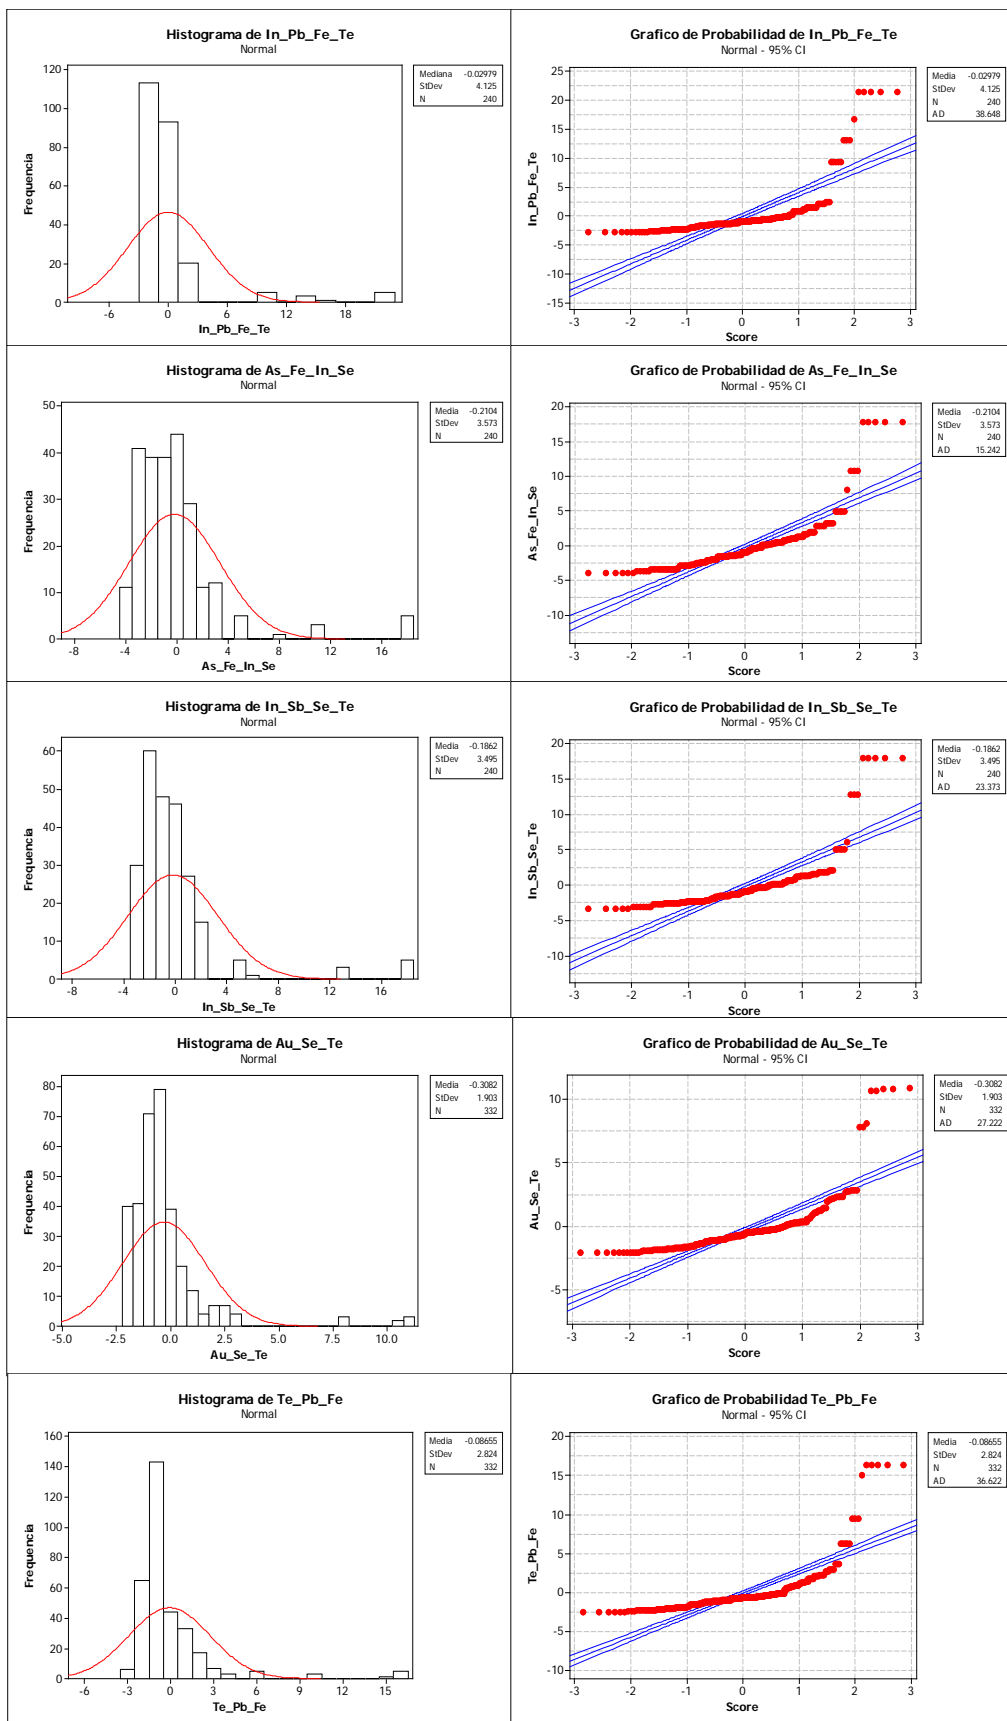 Histograma de In_Pb_Fe_Te
Normal
Mediana -0.02979
StDev 4.125
N 240
120
100
80
60
40
20
0
Frequencia
-6 0 6 12 18
In_Pb_Fe_Te
Grafico de Probabilidad de In_Pb_Fe_Te
Normal - 95% CI
Media -0.02979
StDev 4.125
N 240
AD 38.648
25
20
15
10
5
0
-5
-10
-15
In_Pb_Fe_Te
-3 -2 -1 0 1 2 3
Score
Histograma de As_Fe_In_Se
Normal
Media -0.2104
StDev 3.573
N 240
50
40
30
20
10
0
Frequencia
-8 -4 0 4 8 12 16
As_Fe_In_Se
Grafico de Probabilidad de As_Fe_In_Se
Normal - 95% CI
Media -0.2104
StDev 3.573
N 240
AD 15.242
20
15
10
5
0
-5
-10
As_Fe_In_Se
-3 -2 -1 0 1 2 3
Score
Histograma de In_Sb_Se_Te
Normal
Media -0.1862
StDev 3.495
N 240
60
50
40
30
20
10
0
Frequencia
-8 -4 0 4 8 12 16
In_Sb_Se_Te
Grafico de Probabilidad de In_Sb_Se_Te
Normal - 95% CI
Media -0.1862
StDev 3.495
N 240
AD 23.373
20
15
10
5
0
-5
-10
In_Sb_Se_Te
-3 -2 -1 0 1 2 3
Score
Histograma de Au_Se_Te
Normal
Media -0.3082
StDev 1.903
N 332
80
70
60
50
40
30
20
10
0
Frequencia
-5.0 -2.5 0.0 2.5 5.0 7.5 10.0
Au_Se_Te
Grafico de Probabilidad de Au_Se_Te
Normal - 95% CI
Media -0.3082
StDev 1.903
N 332
AD 27.222
10
5
0
-5
Au_Se_Te
-3 -2 -1 0 1 2 3
Score
Histograma de Te_Pb_Fe
Normal
Media -0.08655
StDev 2.824
N 332
160
140
120
100
80
60
40
20
0
Frequencia
-6 -3 0 3 6 9 12 15
Te_Pb_Fe
Grafico de Probabilidad Te_Pb_Fe
Normal - 95% CI
Media -0.08655
StDev 2.824
N 332
AD 36.622
20
15
10
5
0
-5
-10
Te_Pb_Fe
-3 -2 -1 0 1 2 3
Score